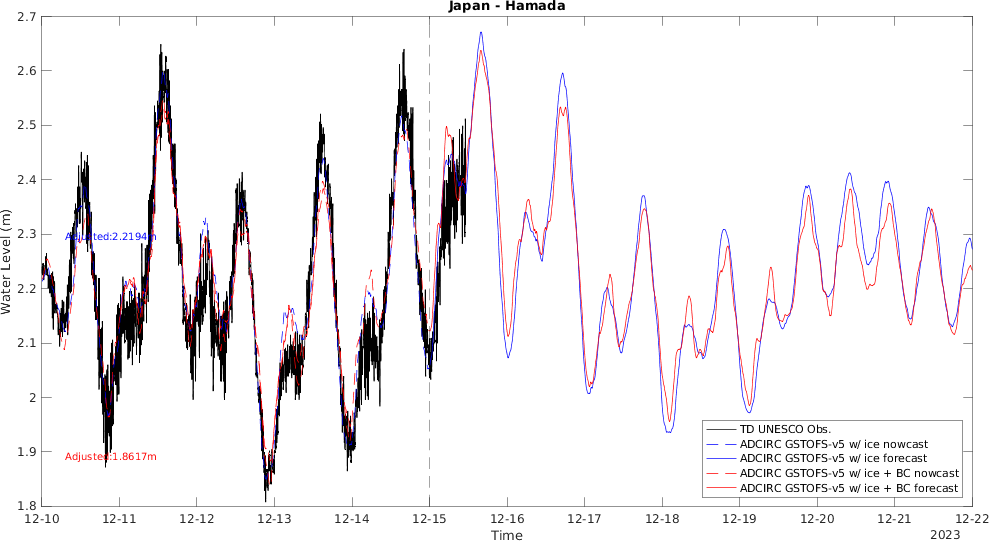 Japan - Hamada
2.7
2.6
2.5
2.4
2.3
2.2
2.1
2
1.9
1.8
Water Level (m)
Adjusted:2.2194m
Adjusted:1.8617m
TD UNESCO Obs.
ADCIRC GSTOFS-v5 w/ ice nowcast
ADCIRC GSTOFS-v5 w/ ice forecast
ADCIRC GSTOFS-v5 w/ ice + BC nowcast
ADCIRC GSTOFS-v5 w/ ice + BC forecast
12-10 12-11 12-12 12-13 12-14 12-15 12-16 12-17 12-18 12-19 12-20 12-21 12-22
Time
2023